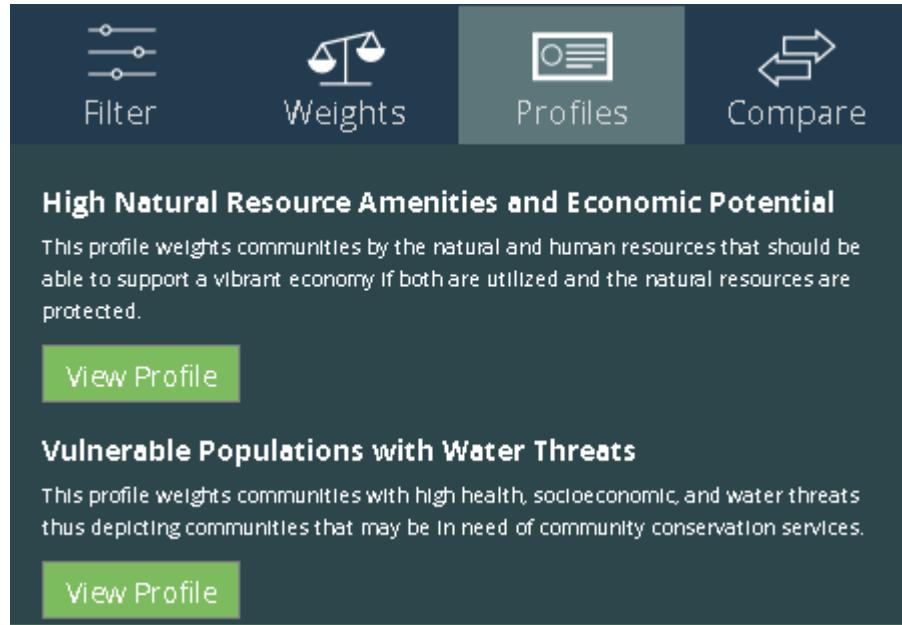 Filter Weights Profiles Compare
High Natural Resource Amenities and Economic Potential
This profile weights communities by the natural and human resources that should be
able to support a vibrant economy if both are utilized and the natural resources are
protected.
View Profile
Vulnerable Populations with Water Threats
This profile weights communities with high health, socioeconomic, and water threats
thus depicting communities that may be in need of community conservation services.
View Profile